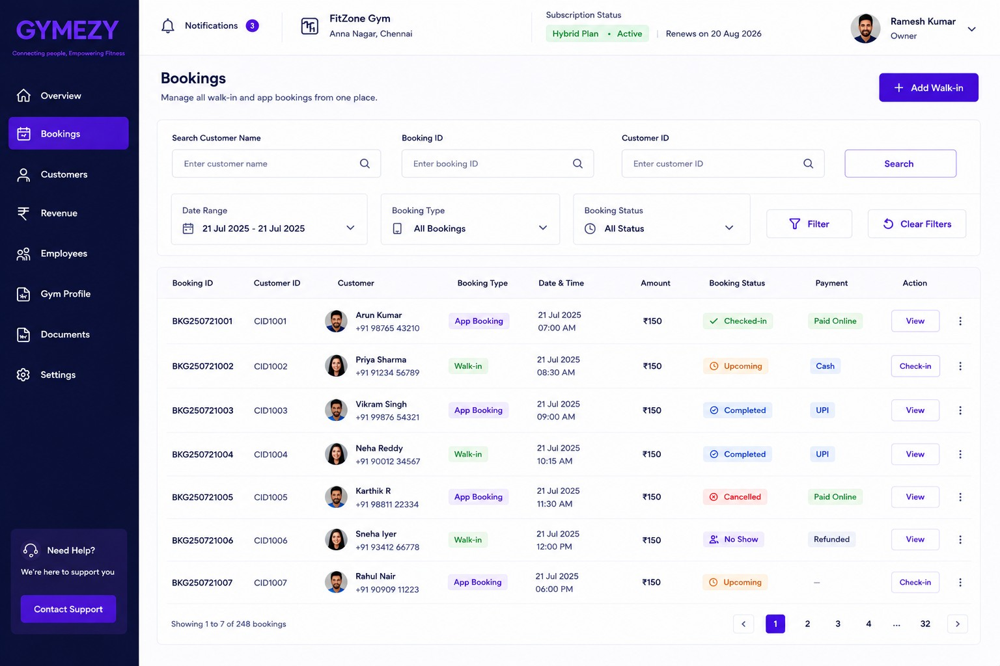 GYMEZY
Connecting people, Empowering Fitness
Overview
Bookings
Customers
Revenue
Employees
Gym Profile
Documents
Settings
Need Help?
We're here to support you
Contact Support
Notifications 3
FitZone Gym
Anna Nagar, Chennai
Subscription Status
Hybrid Plan • Active | Renews on 20 Aug 2026
Ramesh Kumar
Owner
Bookings
Manage all walk-in and app bookings from one place.
+ Add Walk-in
Search Customer Name Booking ID Customer ID
Enter customer name Enter booking ID Enter customer ID Search
Date Range Booking Type Booking Status
21 Jul 2025 - 21 Jul 2025 All Bookings All Status Filter Clear Filters
Booking ID Customer ID Customer Booking Type Date & Time Amount Booking Status Payment Action
BKG250721001 CID1001 Arun Kumar App Booking 21 Jul 2025 ₹150 Checked-in Paid Online View
+91 98765 43210 07:00 AM
BKG250721002 CID1002 Priya Sharma Walk-in 21 Jul 2025 ₹150 Upcoming Cash Check-in
+91 91234 56789 08:30 AM
BKG250721003 CID1003 Vikram Singh App Booking 21 Jul 2025 ₹150 Completed UPI View
+91 99876 54321 09:00 AM
BKG250721004 CID1004 Neha Reddy Walk-in 21 Jul 2025 ₹150 Completed UPI View
+91 90012 34567 10:15 AM
BKG250721005 CID1005 Karthik R App Booking 21 Jul 2025 ₹150 Cancelled Paid Online View
+91 98811 22334 11:30 AM
BKG250721006 CID1006 Sneha Iyer Walk-in 21 Jul 2025 ₹150 No Show Refunded View
+91 93412 66778 12:00 PM
BKG250721007 CID1007 Rahul Nair App Booking 21 Jul 2025 ₹150 Upcoming — Check-in
+91 90909 11223 06:00 PM
Showing 1 to 7 of 248 bookings
‹ 1 2 3 4 ... 32 ›